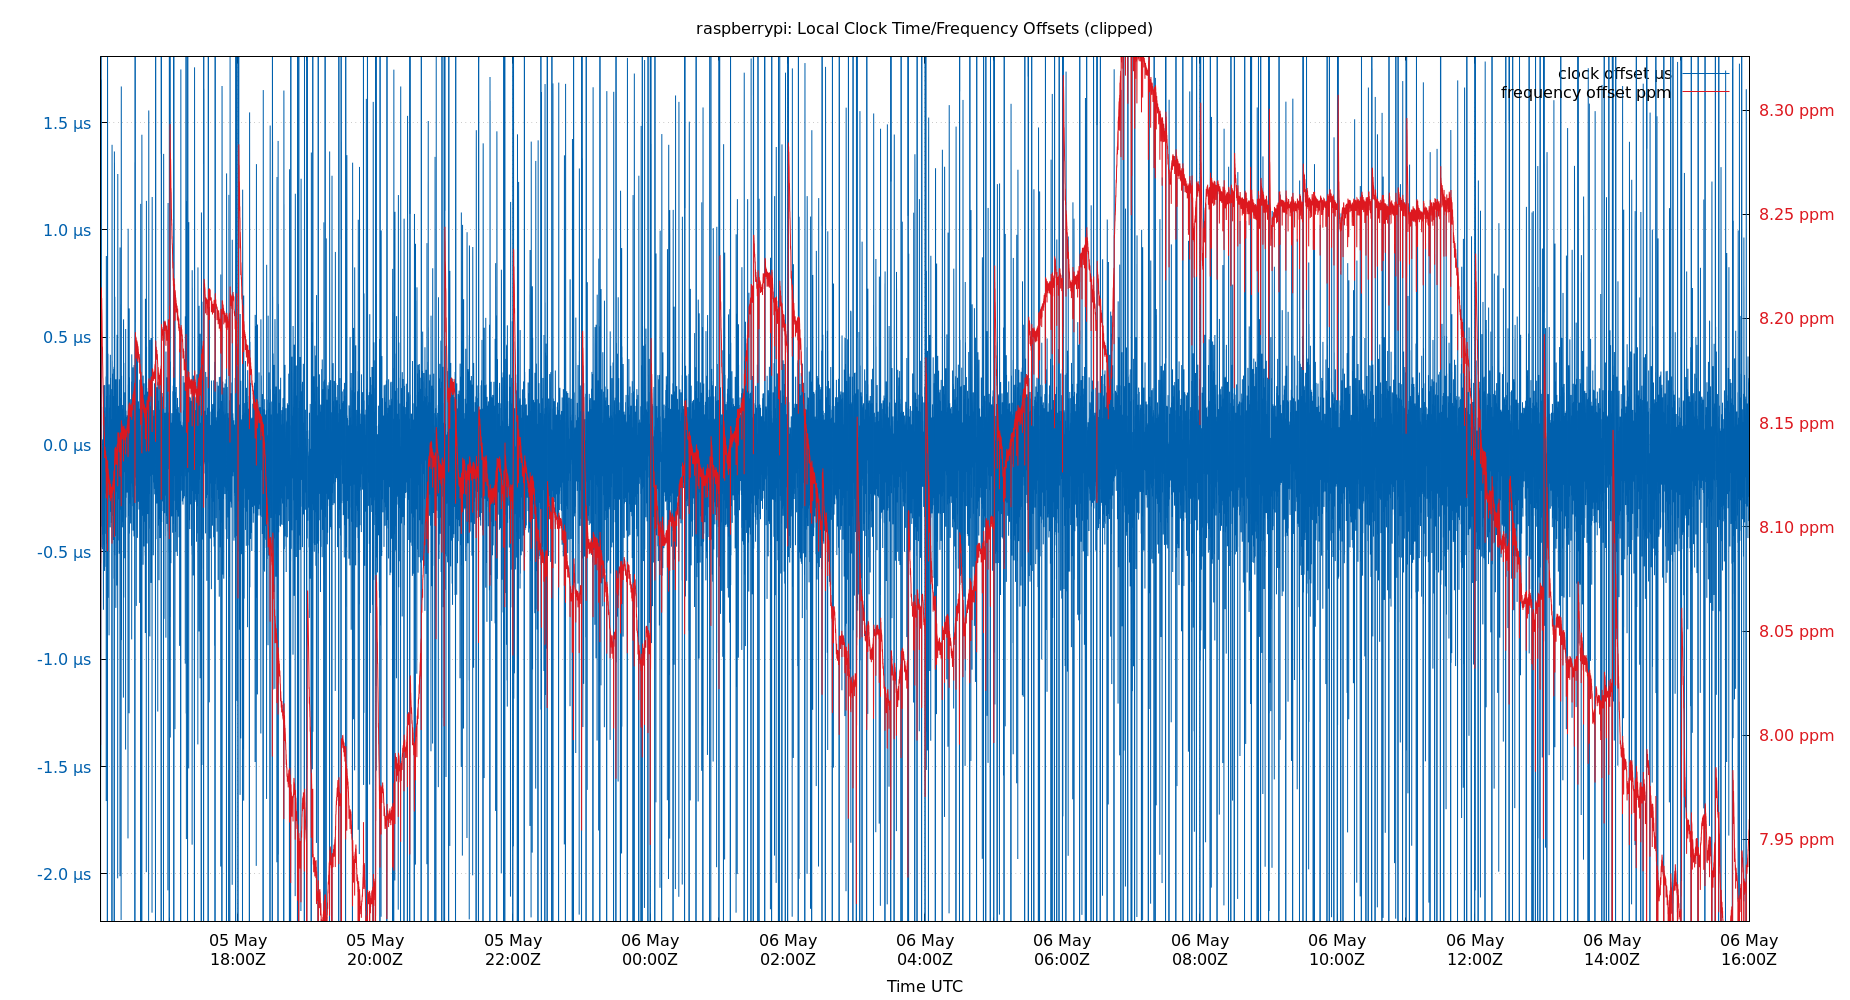 raspberrypi: Local Clock Time/Frequency Offsets (clipped)
clock offset µs
frequency offset ppm
1.5 µs
1.0 µs
0.5 µs
0.0 µs
-0.5 µs
-1.0 µs
-1.5 µs
-2.0 µs
8.30 ppm
8.25 ppm
8.20 ppm
8.15 ppm
8.10 ppm
8.05 ppm
8.00 ppm
7.95 ppm
05 May 05 May 05 May 06 May 06 May 06 May 06 May 06 May 06 May 06 May 06 May 06 May
18:00Z 20:00Z 22:00Z 00:00Z 02:00Z 04:00Z 06:00Z 08:00Z 10:00Z 12:00Z 14:00Z 16:00Z
Time UTC